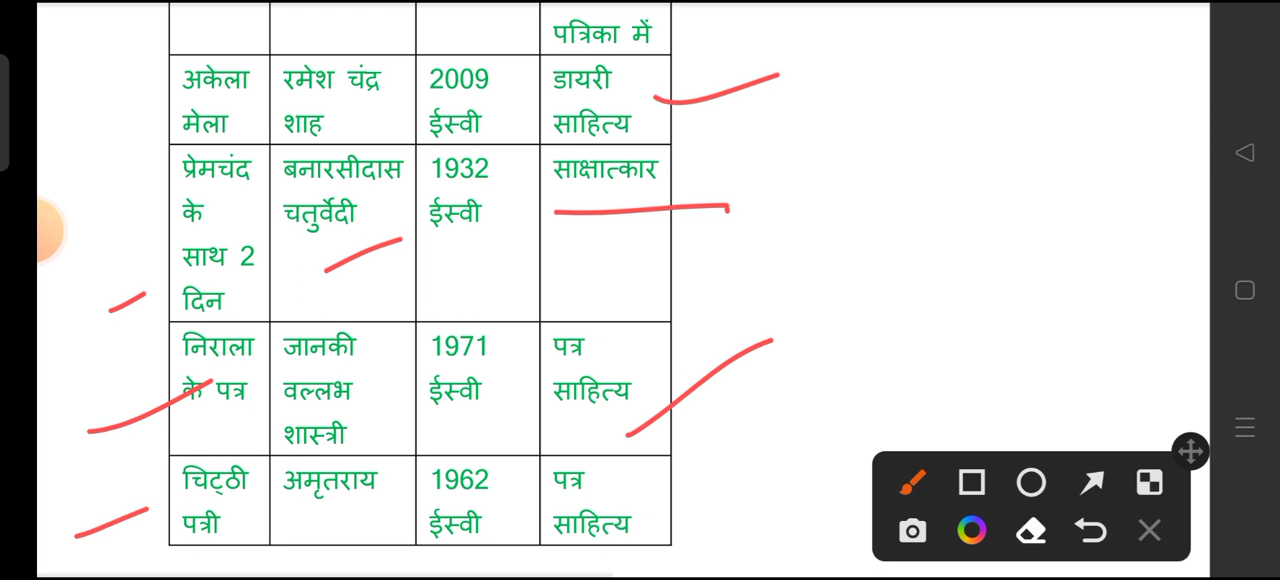 पत्रिका में
अकेला मेला
रमेश चंद्र शाह
2009 ईस्वी
डायरी साहित्य
प्रेमचंद के साथ 2 दिन
बनारसीदास चतुर्वेदी
1932 ईस्वी
साक्षात्कार
निराला के पत्र
जानकी वल्लभ शास्त्री
1971 ईस्वी
पत्र साहित्य
चिट्ठी पत्री
अमृतराय
1962 ईस्वी
पत्र साहित्य